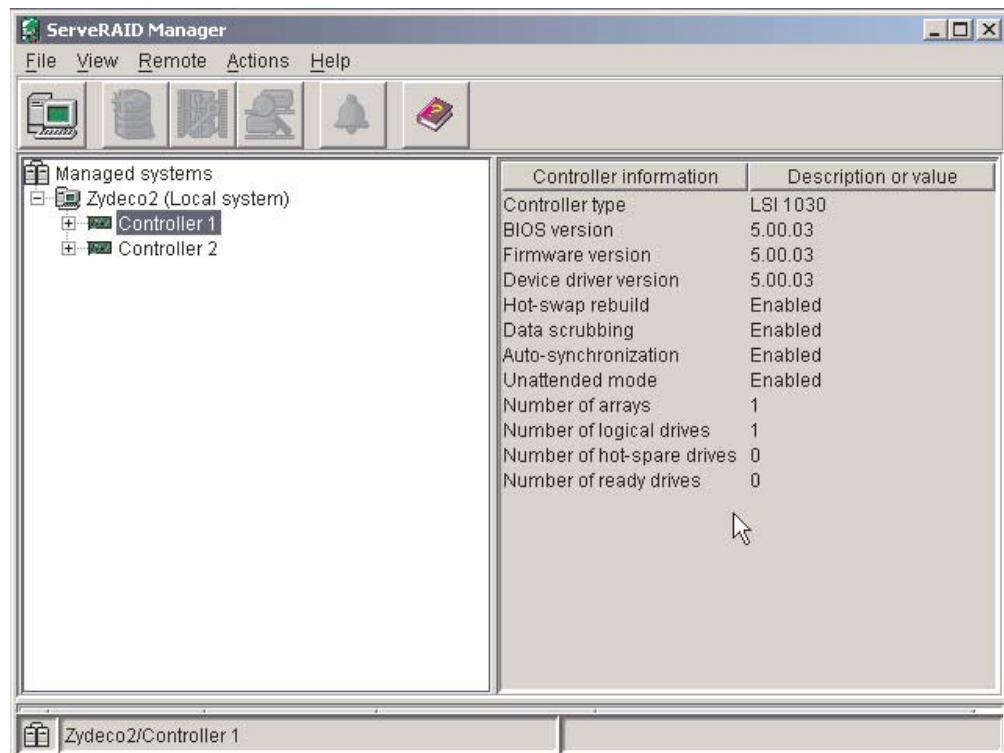 ServeRAID Manager
File View Remote Actions Help
Managed systems
Zydeco2 (Local system)
Controller 1
Controller 2
Controller information Description or value
Controller type LSI 1030
BIOS version 5.00.03
Firmware version 5.00.03
Device driver version 5.00.03
Hot-swap rebuild Enabled
Data scrubbing Enabled
Auto-synchronization Enabled
Unattended mode Enabled
Number of arrays 1
Number of logical drives 1
Number of hot-spare drives 0
Number of ready drives 0
Zydeco2/Controller 1